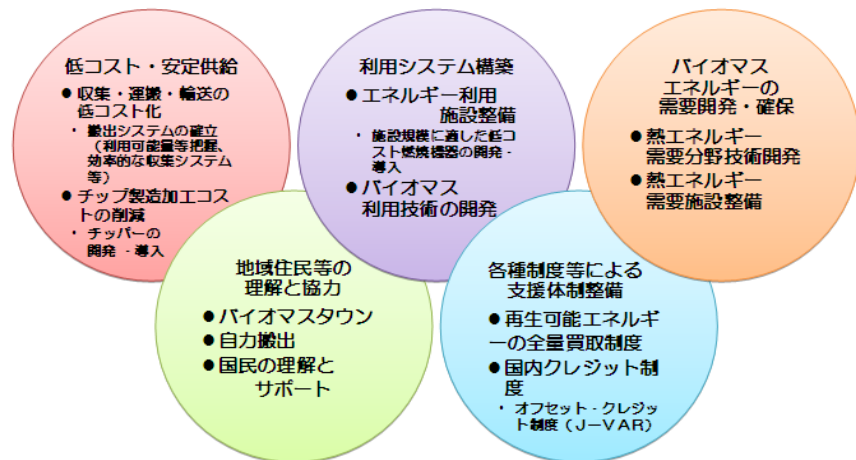 低コスト・安定供給
●収集・運搬・輸送の
低コスト化
・ 搬出システムの確立
（利用可能量等把握、
効率的な収集システム
等）
●チップ製造加工コス
トの削減
・ チッパーの
開発・導入
利用システム構築
●エネルギー利用
施設整備
・ 施設規模に適した低コ
スト燃焼機器の開発・
導入
●バイオマス
利用技術の開発
バイオマス
エネルギーの
需要開発・確保
●熱エネルギー
需要分野技術開発
●熱エネルギー
需要施設整備
地域住民等の
理解と協力
●バイオマスタウン
●自力搬出
●国民の理解と
サポート
各種制度等による
支援体制整備
●再生可能エネルギ
ーの全量買取制度
●国内クレジット制
度
・ オフセット・クレジッ
ト制度（J－VAR）